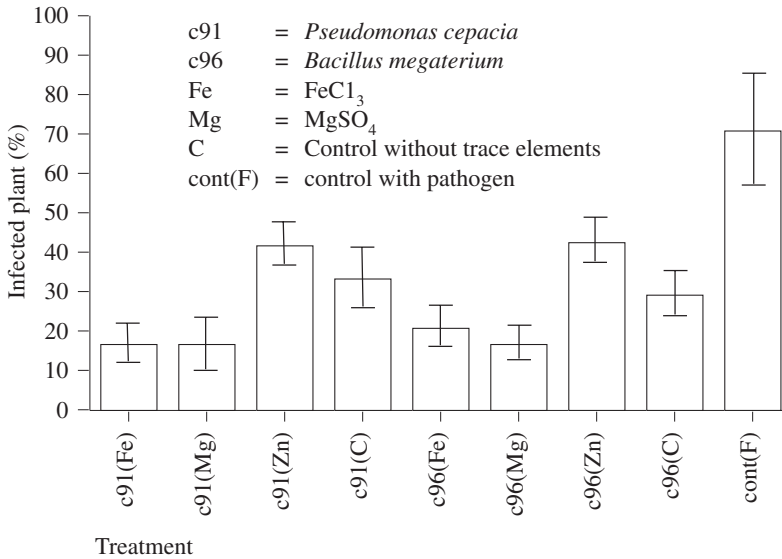 100
90
80
70
60
50
40
30
20
10
0
Infected plant (%)
c91 = Pseudomonas cepacia
c96 = Bacillus megaterium
Fe = FeC1₃
Mg = MgSO₄
C = Control without trace elements
cont(F) = control with pathogen
c91(Fe)
c91(Mg)
c91(Zn)
c91(C)
c96(Fe)
c96(Mg)
c96(Zn)
c96(C)
cont(F)
Treatment